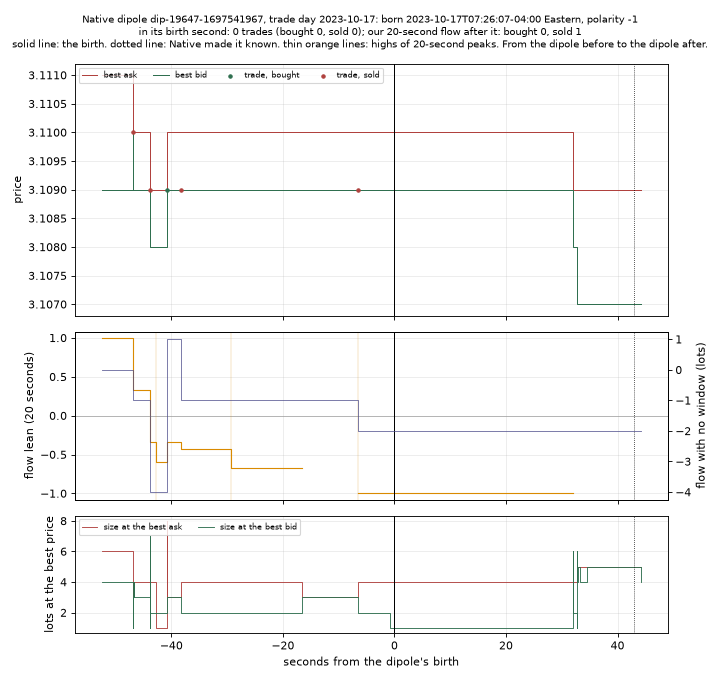 Native dipole dip-19647-1697541967, trade day 2023-10-17: born 2023-10-17T07:26:07-04:00 Eastern, polarity -1
in its birth second: 0 trades (bought 0, sold 0); our 20-second flow after it: bought 0, sold 1
solid line: the birth. dotted line: Native made it known. thin orange lines: highs of 20-second peaks. From the dipole before to the dipole after.
best ask best bid trade, bought trade, sold
3.1110
3.1105
3.1100
3.1095
3.1090
3.1085
3.1080
3.1075
3.1070
price
1.0
0.5
0.0
−0.5
−1.0
flow lean (20 seconds)
1
0
−1
−2
−3
−4
flow with no window (lots)
size at the best ask size at the best bid
8
6
4
2
lots at the best price
−40 −20 0 20 40
seconds from the dipole's birth